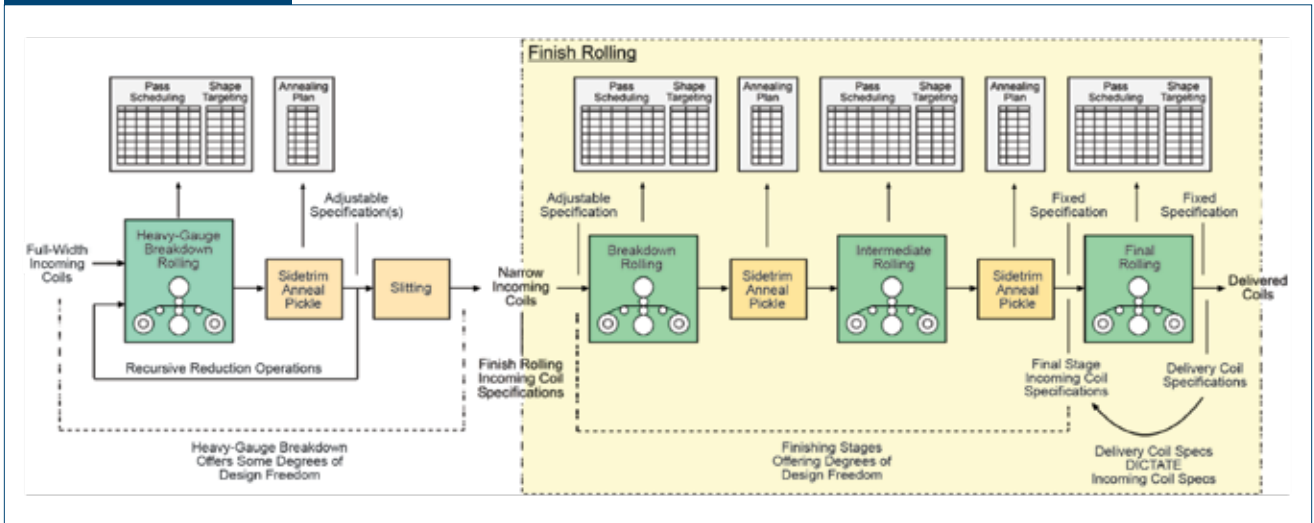 Finish Rolling
Pass
Scheduling
Shape
Targeting
Annealing
Plan
Pass
Scheduling
Shape
Targeting
Annealing
Plan
Pass
Scheduling
Shape
Targeting
Annealing
Plan
Pass
Scheduling
Shape
Targeting
Adjustable
Specification(s)
Adjustable
Specification
Fixed
Specification
Fixed
Specification
Full-Width
Incoming
Coils
Heavy-Gauge
Breakdown
Rolling
Sidetrim
Anneal
Pickle
Slitting
Narrow
Incoming
Coils
Breakdown
Rolling
Sidetrim
Anneal
Pickle
Intermediate
Rolling
Sidetrim
Anneal
Pickle
Final
Rolling
Delivered
Coils
Recursive Reduction Operations
Finish Rolling
Incoming Coil
Specifications
Final Stage
Incoming Coil
Specifications
Delivery Coil
Specifications
Heavy-Gauge Breakdown
Offers Some Degrees of
Design Freedom
Finishing Stages
Offering Degrees of
Design Freedom
Delivery Coil Specs
DICTATE
Incoming Coil Specs